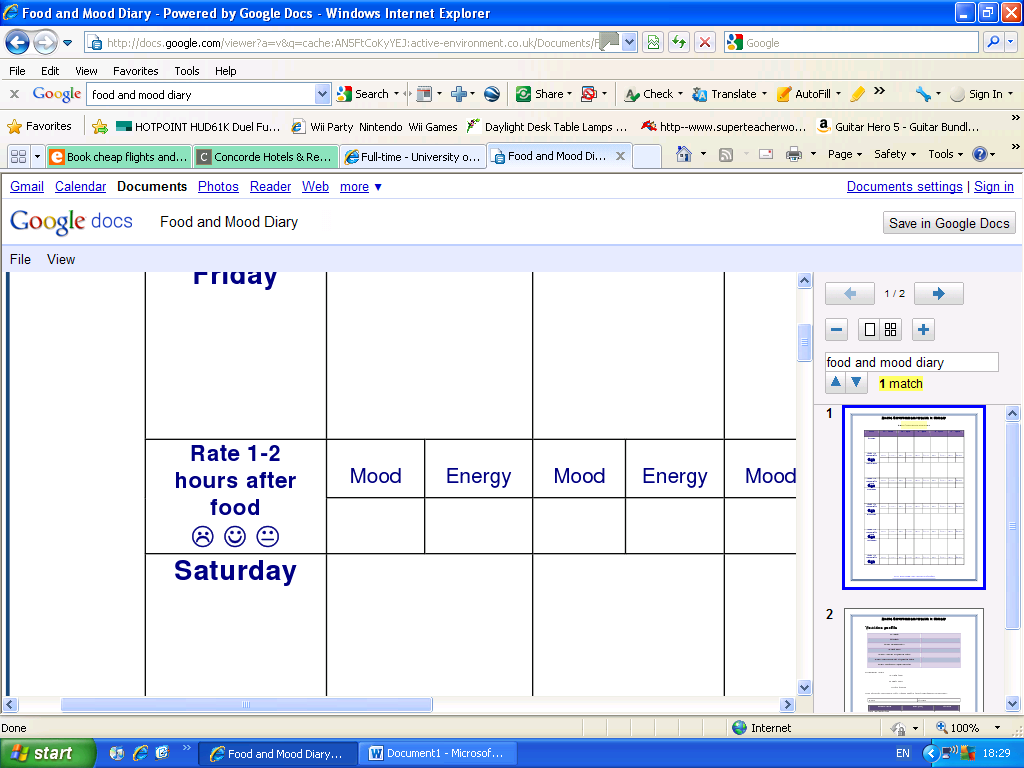 Food and Mood Diary - Powered by Google Docs - Windows Internet Explorer
http://docs.google.com/viewer?a=v&q=cache:AN5FtCoKyYEJ:active-environment.co.uk/Documents/F
Google
File Edit View Favorites Tools Help
x Google food and mood diary Search Share Check Translate AutoFill » Sign In
Favorites HOTPOINT HUD61K Duel Fu... Wii Party Nintendo Wii Games Daylight Desk Table Lamps ... http--www.superteacherwo... Guitar Hero 5 - Guitar Bundl... »
Book cheap flights and... Concorde Hotels & Re... Full-time - University o... Food and Mood Di... x Page Safety Tools »
Gmail Calendar Documents Photos Reader Web more ▼ Documents settings | Sign in
Google docs Food and Mood Diary Save in Google Docs
File View
Friday
1 / 2
food and mood diary
1 match
Rate 1-2
hours after
food
☹ ☺ 😐
Mood Energy Mood Energy Mood
Saturday
1
2
Done Internet 100%
start » Food and Mood Diary... Document1 - Microsof... EN 18:29